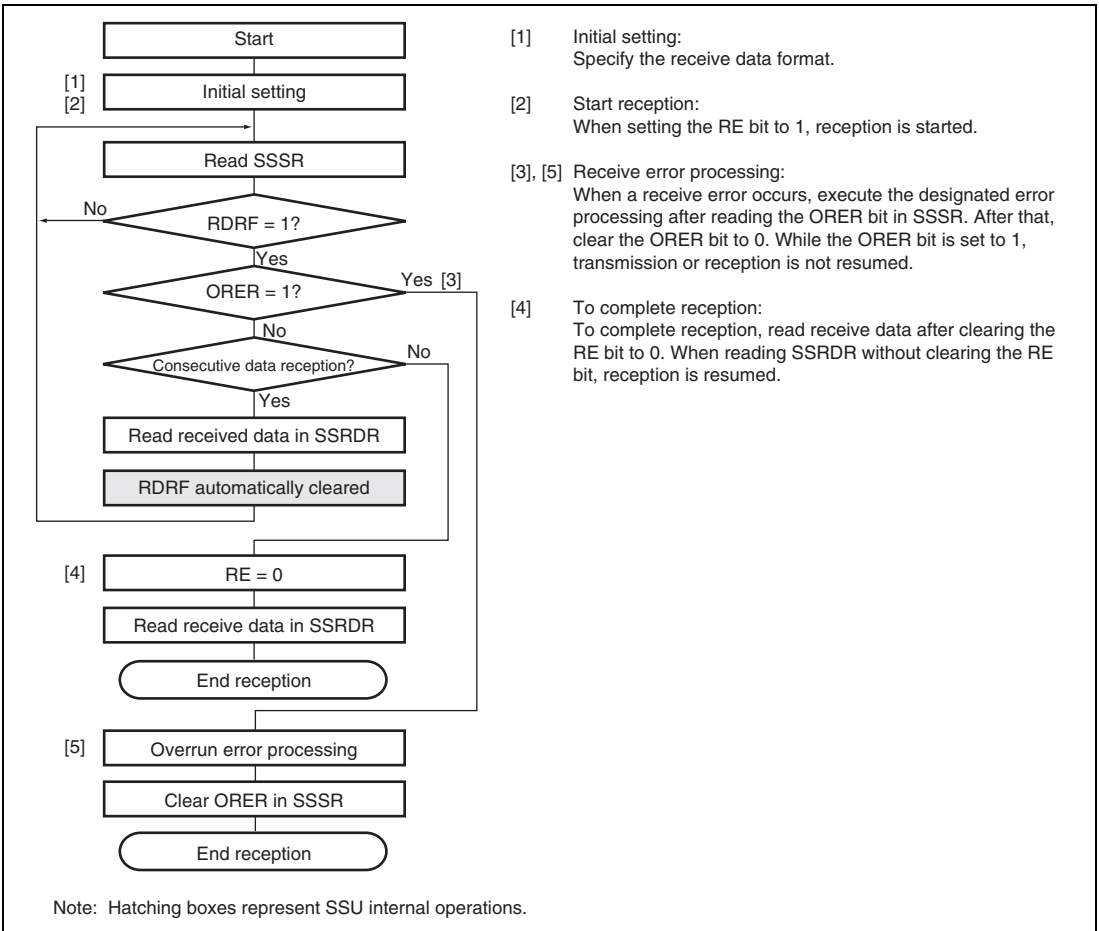 Start
[1]
[2]
Initial setting
Read SSSR
No
RDRF = 1?
Yes
ORER = 1?
Yes [3]
No
Consecutive data reception?
No
Yes
Read received data in SSRDR
RDRF automatically cleared
[4]
RE = 0
Read receive data in SSRDR
End reception
[5]
Overrun error processing
Clear ORER in SSSR
End reception
[1] Initial setting:
Specify the receive data format.
[2] Start reception:
When setting the RE bit to 1, reception is started.
[3], [5] Receive error processing:
When a receive error occurs, execute the designated error
processing after reading the ORER bit in SSSR. After that,
clear the ORER bit to 0. While the ORER bit is set to 1,
transmission or reception is not resumed.
[4] To complete reception:
To complete reception, read receive data after clearing the
RE bit to 0. When reading SSRDR without clearing the RE
bit, reception is resumed.
Note: Hatching boxes represent SSU internal operations.